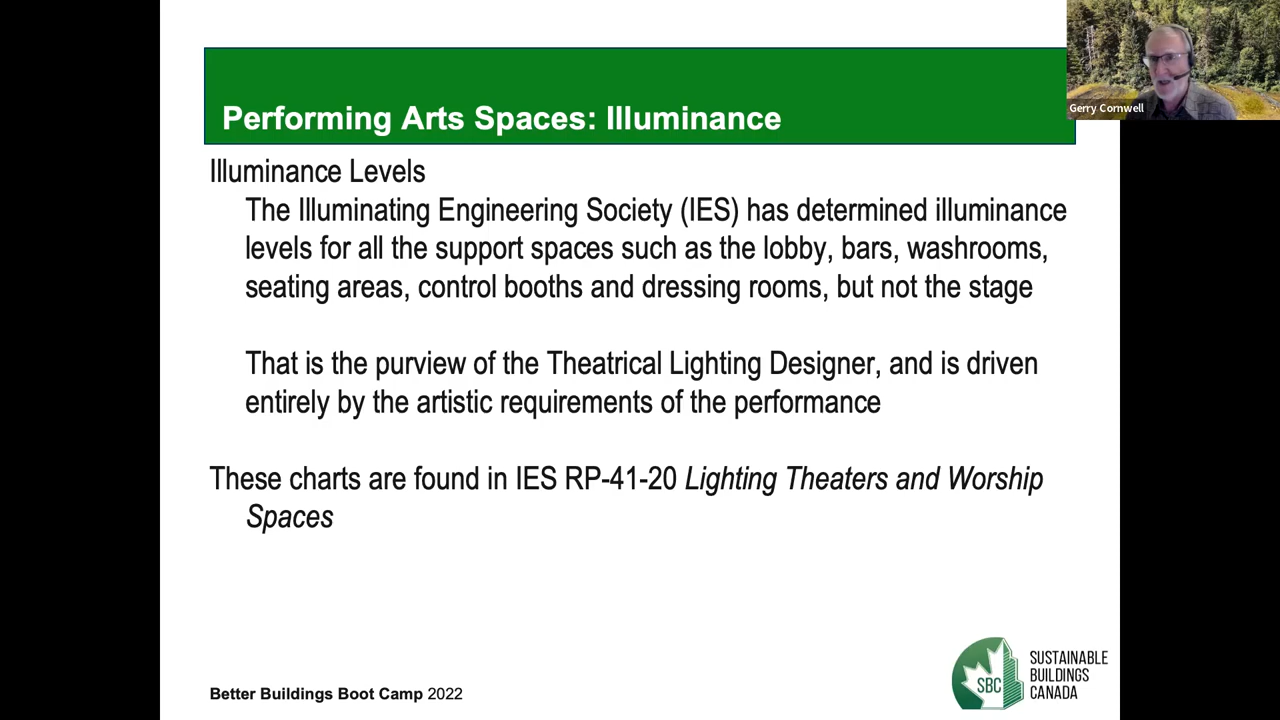 Performing Arts Spaces: Illuminance
Gerry Cornwell
Illuminance Levels
The Illuminating Engineering Society (IES) has determined illuminance
levels for all the support spaces such as the lobby, bars, washrooms,
seating areas, control booths and dressing rooms, but not the stage
That is the purview of the Theatrical Lighting Designer, and is driven
entirely by the artistic requirements of the performance
These charts are found in IES RP-41-20 Lighting Theaters and Worship
Spaces
Better Buildings Boot Camp 2022
SBC
SUSTAINABLE
BUILDINGS
CANADA